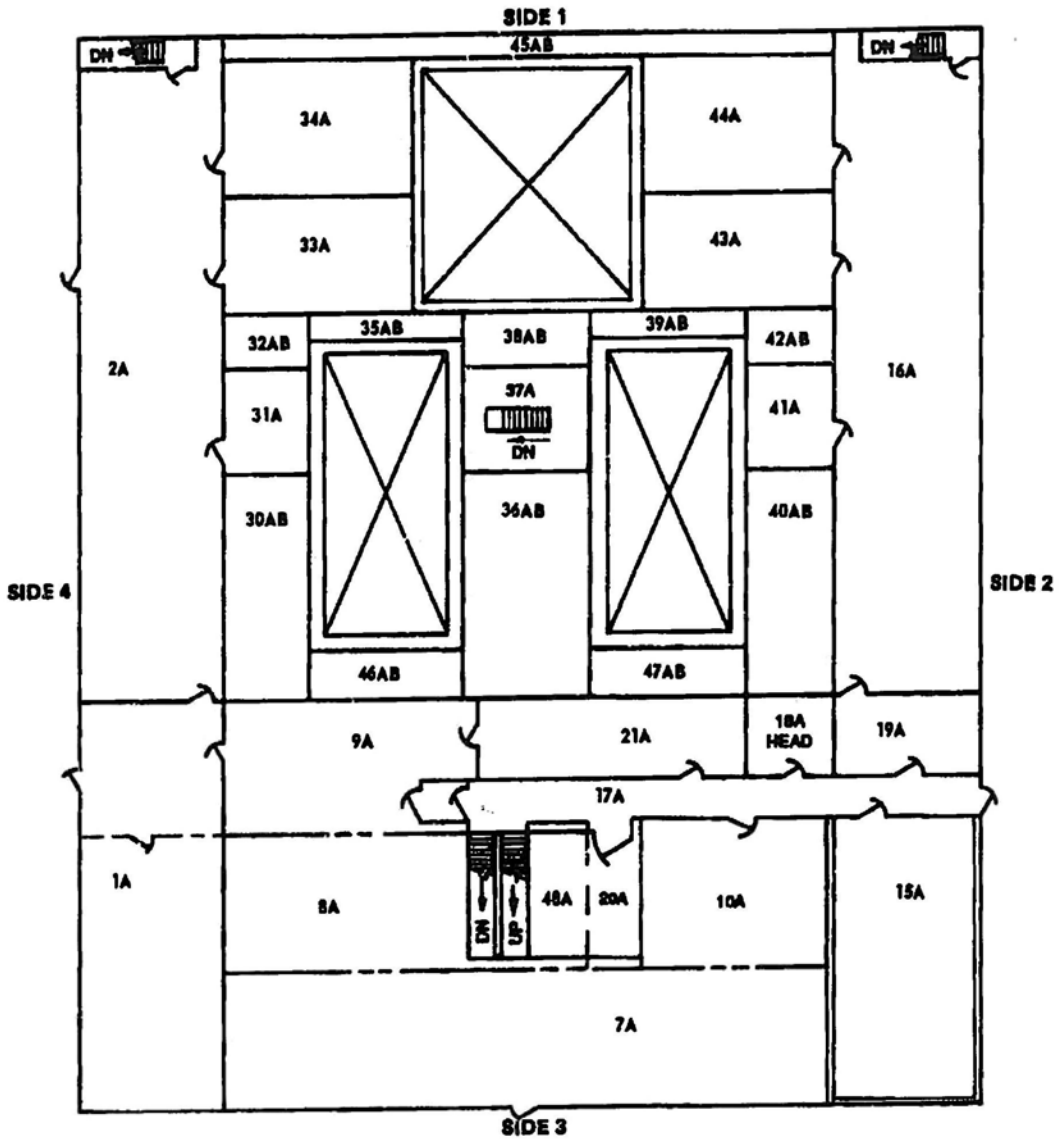 SIDE 1
DN
45AB
DN
34A
44A
33A
43A
2A
32AB
35AB
38AB
39AB
42AB
16A
31A
37A
DN
41A
30AB
36AB
40AB
SIDE 4
SIDE 2
46AB
47AB
9A
21A
18A
HEAD
19A
17A
1A
8A
DN
UP
48A
20A
10A
15A
7A
SIDE 3